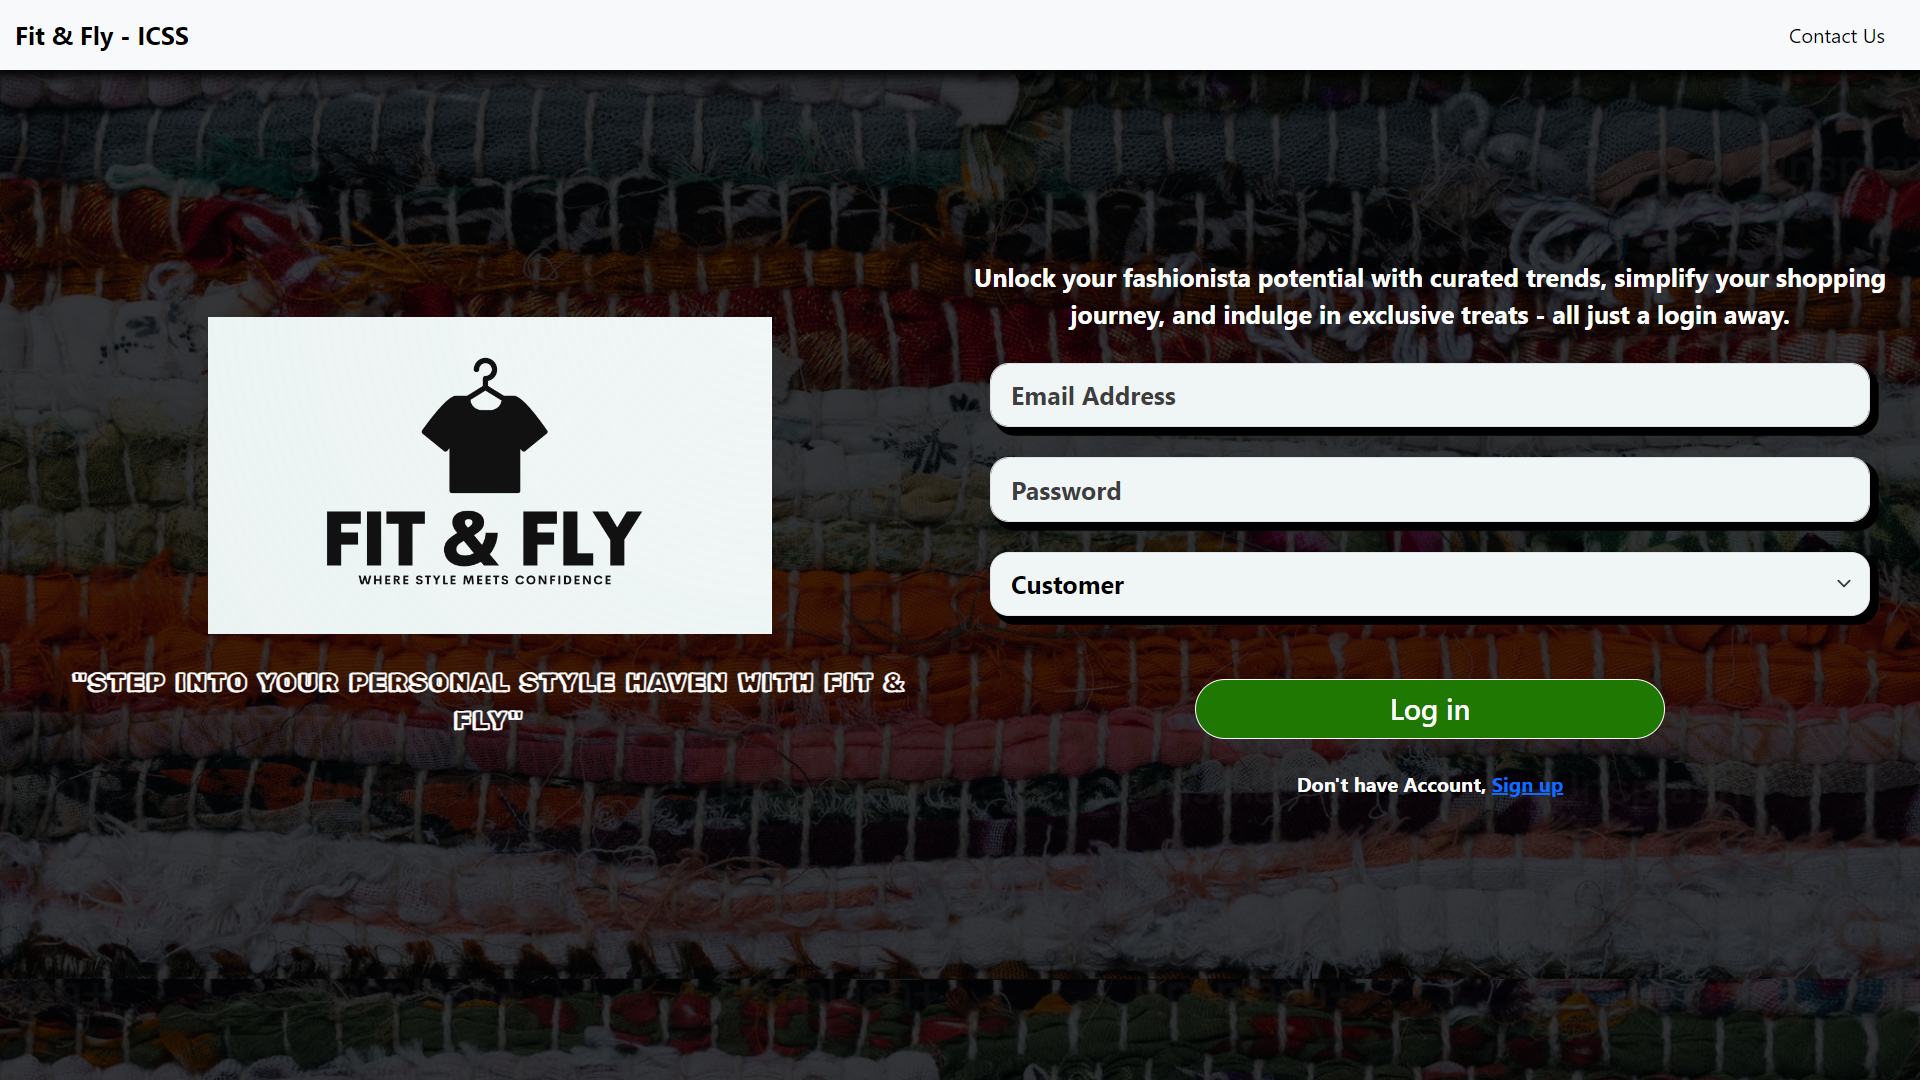 Fit & Fly - ICSS
Contact Us
FIT & FLY
WHERE STYLE MEETS CONFIDENCE
"STEP INTO YOUR PERSONAL STYLE HAVEN WITH FIT &
FLY"
Unlock your fashionista potential with curated trends, simplify your shopping
journey, and indulge in exclusive treats - all just a login away.
Email Address
Password
Customer
Log in
Don't have Account, Sign up